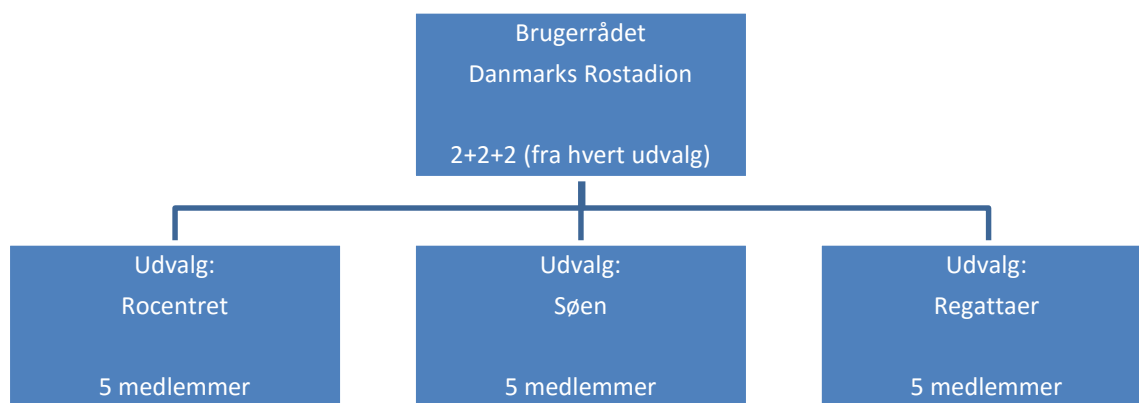 Brugerrådet
Danmarks Rostadion
2+2+2 (fra hvert udvalg)
Udvalg:
Rocentret
5 medlemmer
Udvalg:
Søen
5 medlemmer
Udvalg:
Regattaer
5 medlemmer